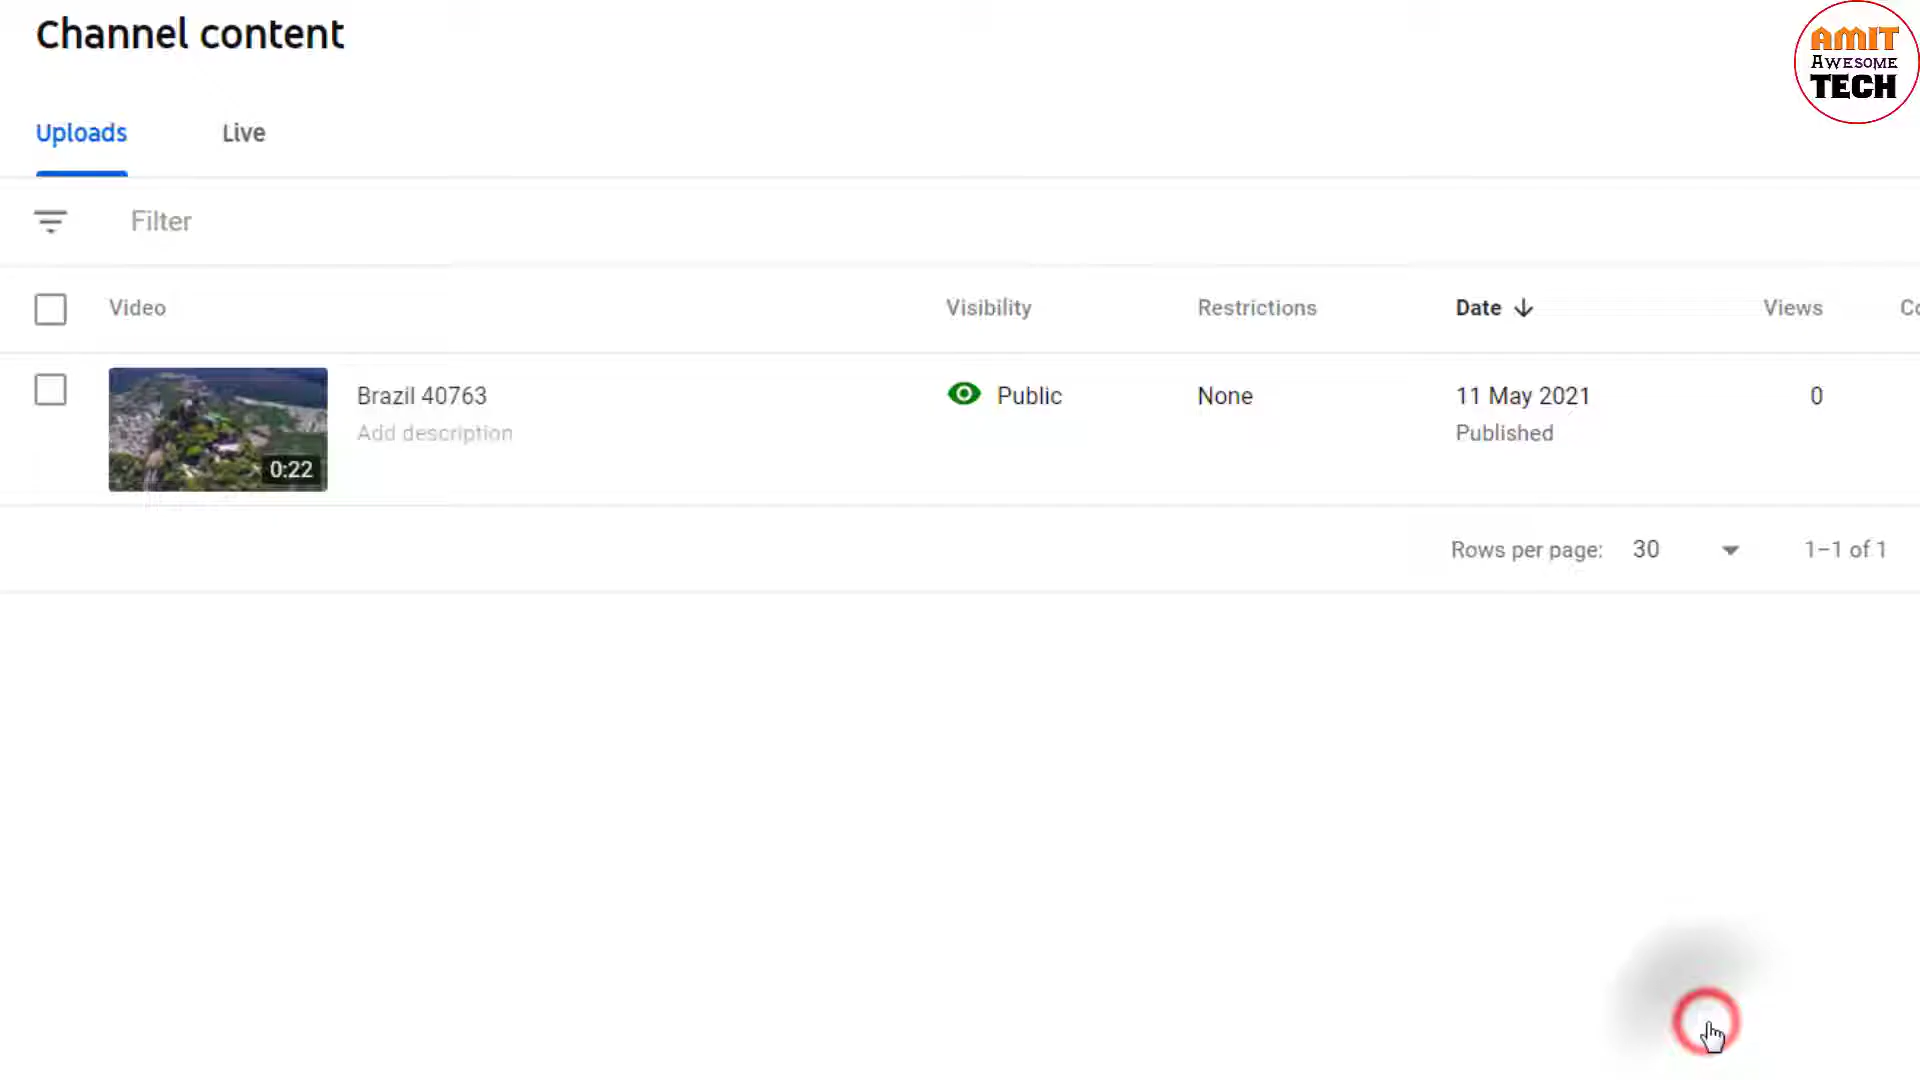 Channel content
AMIT
AWESOME
TECH
Uploads
Live
Filter
Video
Visibility
Restrictions
Date
Views
Co
0:22
Brazil 40763
Add description
Public
None
11 May 2021
Published
0
Rows per page: 30
1–1 of 1